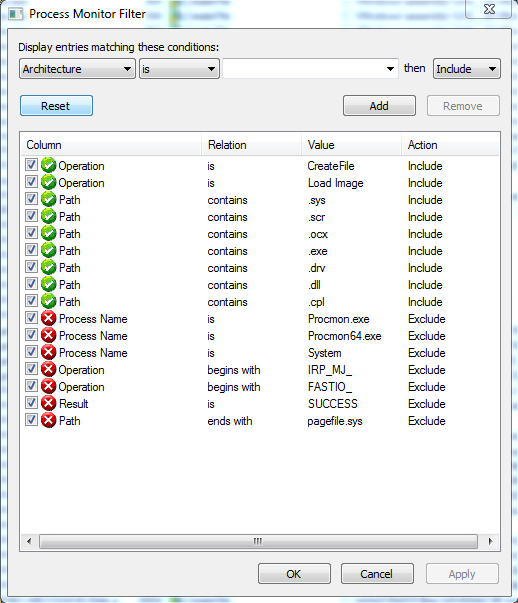 Process Monitor Filter
Display entries matching these conditions:
Architecture is then Include
Reset Add Remove
Column Relation Value Action
Operation is CreateFile Include
Operation is Load Image Include
Path contains .sys Include
Path contains .scr Include
Path contains .ocx Include
Path contains .exe Include
Path contains .drv Include
Path contains .dll Include
Path contains .cpl Include
Process Name is Procmon.exe Exclude
Process Name is Procmon64.exe Exclude
Process Name is System Exclude
Operation begins with IRP_MJ_ Exclude
Operation begins with FASTIO_ Exclude
Result is SUCCESS Exclude
Path ends with pagefile.sys Exclude
OK Cancel Apply